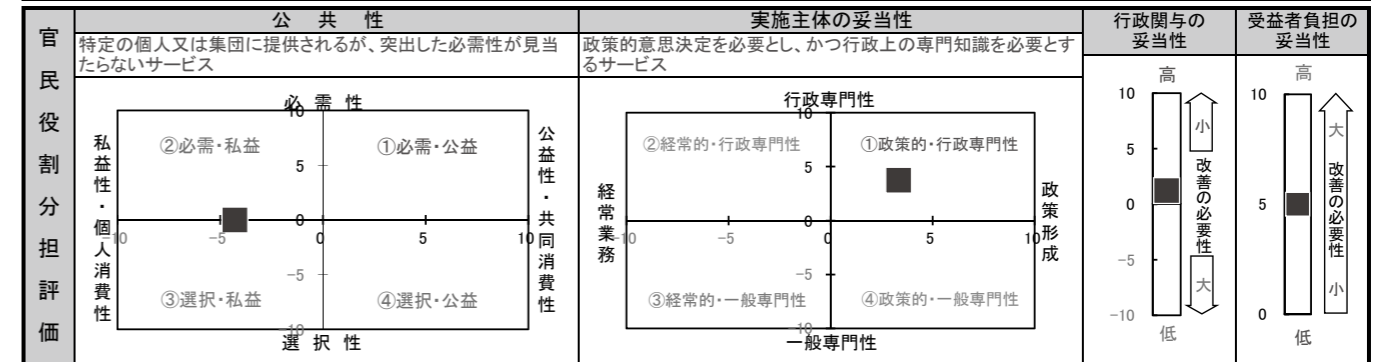 官民役割分担評価
公共性
特定の個人又は集団に提供されるが、突出した必需性が見当
たらないサービス
必需性
10
②必需・私益
①必需・公益
5
私益性・個人消費性
公益性・共同消費性
-10
-5
0
0
5
10
-5
③選択・私益
④選択・公益
-10
選択性
実施主体の妥当性
政策的意思決定を必要とし、かつ行政上の専門知識を必要とす
るサービス
行政専門性
10
②経常的・行政専門性
①政策的・行政専門性
5
経常業務
政策形成
-10
-5
0
0
5
10
-5
③経常的・一般専門性
④政策的・一般専門性
-10
一般専門性
行政関与の
妥当性
高
10
5
0
-5
-10
小
改善の必要性
大
低
受益者負担の
妥当性
高
10
5
0
大
改善の必要性
小
低